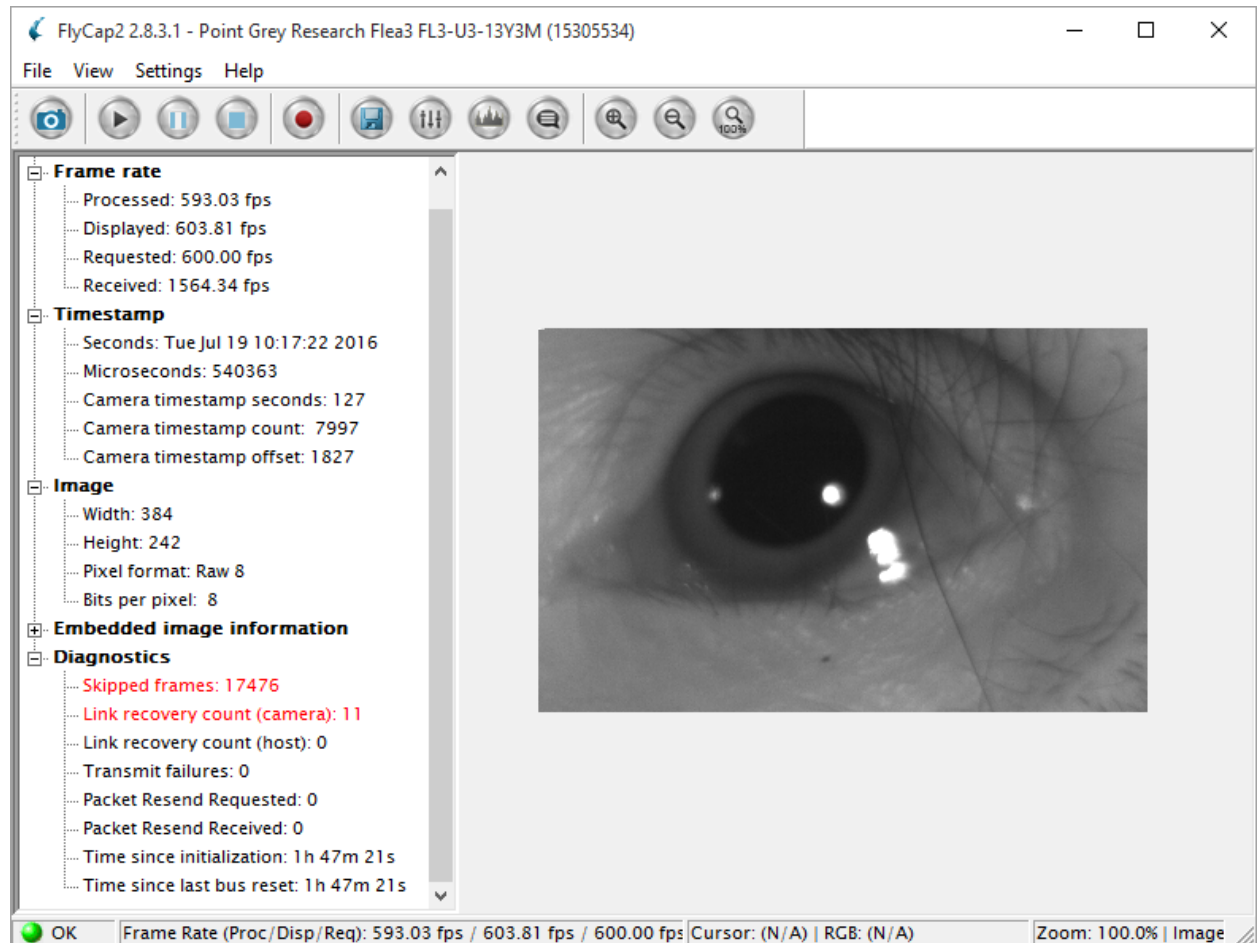 FlyCap2 2.8.3.1 - Point Grey Research Flea3 FL3-U3-13Y3M (15305534)
File View Settings Help
100%
Frame rate
Processed: 593.03 fps
Displayed: 603.81 fps
Requested: 600.00 fps
Received: 1564.34 fps
Timestamp
Seconds: Tue Jul 19 10:17:22 2016
Microseconds: 540363
Camera timestamp seconds: 127
Camera timestamp count: 7997
Camera timestamp offset: 1827
Image
Width: 384
Height: 242
Pixel format: Raw 8
Bits per pixel: 8
Embedded image information
Diagnostics
Skipped frames: 17476
Link recovery count (camera): 11
Link recovery count (host): 0
Transmit failures: 0
Packet Resend Requested: 0
Packet Resend Received: 0
Time since initialization: 1h 47m 21s
Time since last bus reset: 1h 47m 21s
OK Frame Rate (Proc/Disp/Req): 593.03 fps / 603.81 fps / 600.00 fps Cursor: (N/A) | RGB: (N/A) Zoom: 100.0% | Image